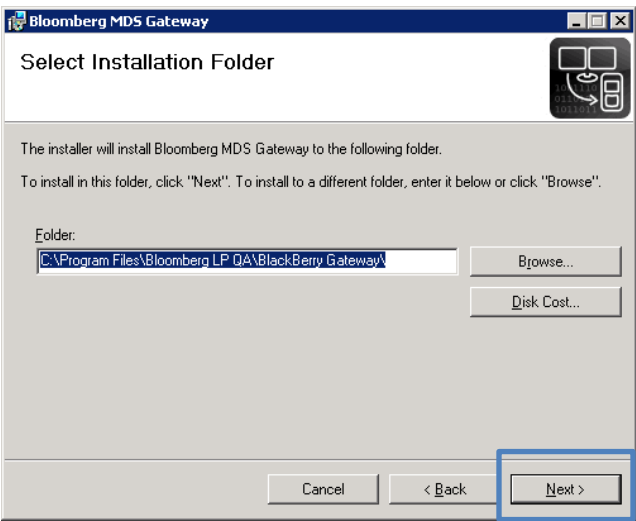 Bloomberg MDS Gateway
Select Installation Folder
The installer will install Bloomberg MDS Gateway to the following folder.
To install in this folder, click "Next". To install to a different folder, enter it below or click "Browse".
Folder:
C:\Program Files\Bloomberg LP QA\BlackBerry Gateway\
Browse...
Disk Cost...
Cancel
< Back
Next >